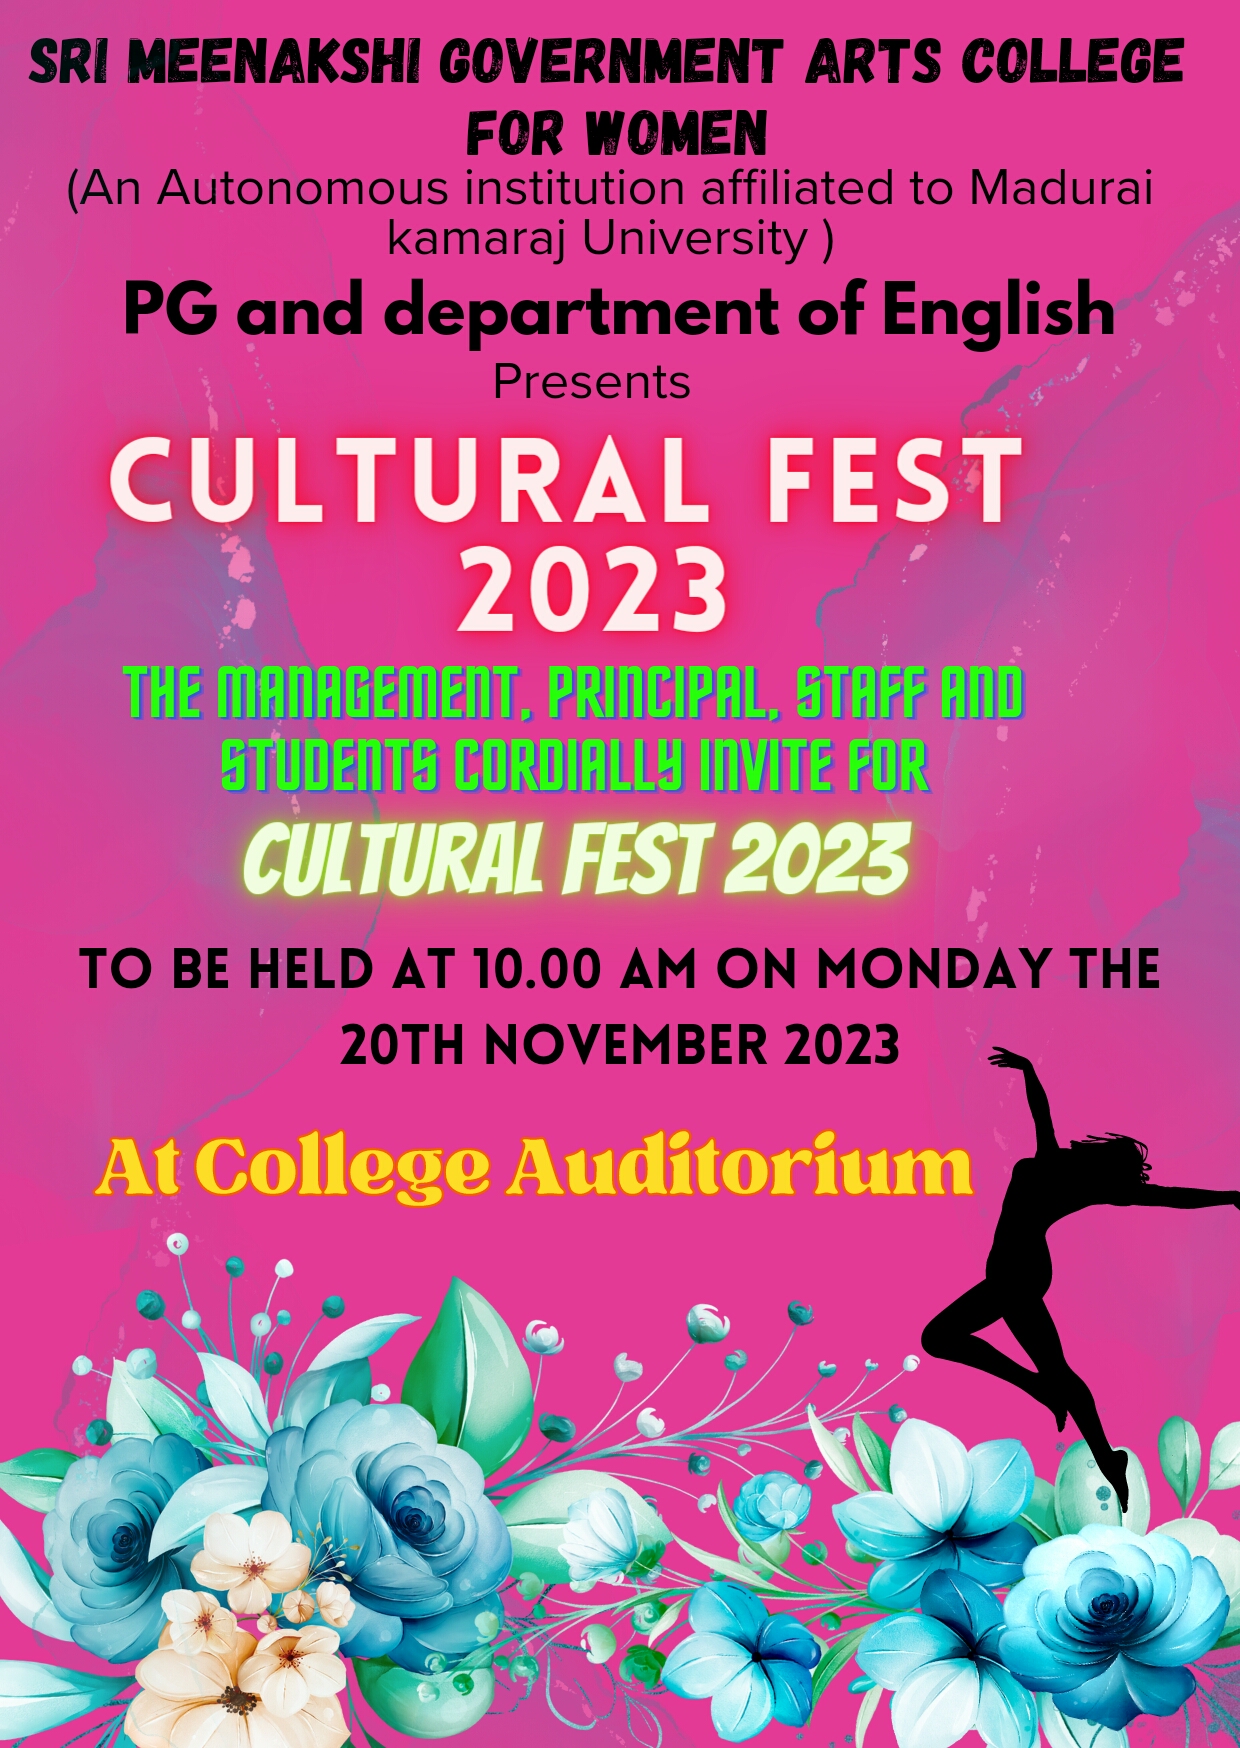 SRI MEENAKSHI GOVERNMENT ARTS COLLEGE
FOR WOMEN
(An Autonomous institution affiliated to Madurai
kamaraj University )
PG and department of English
Presents
CULTURAL FEST
2023
THE MANAGEMENT, PRINCIPAL, STAFF AND
STUDENTS CORDIALLY INVITE FOR
CULTURAL FEST 2023
TO BE HELD AT 10.00 AM ON MONDAY THE
20TH NOVEMBER 2023
At College Auditorium